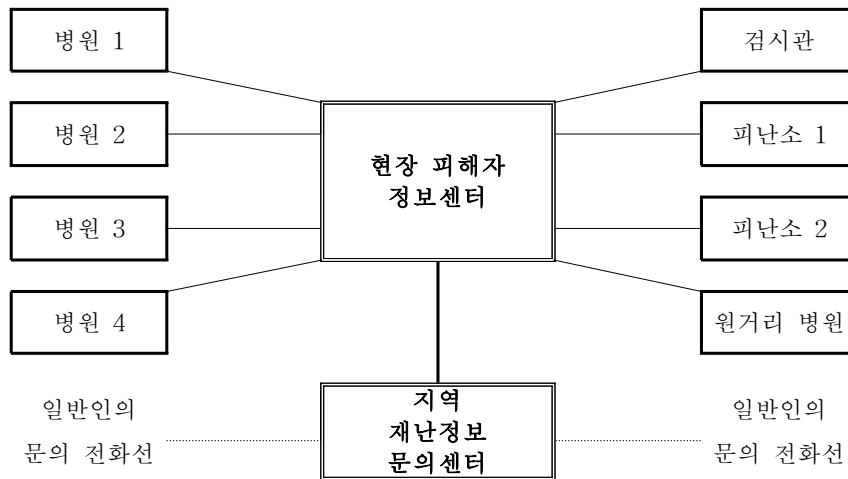 병원 1
검시관
병원 2
현장 피해자
정보센터
피난소 1
병원 3
피난소 2
병원 4
원거리 병원
일반인의
문의 전화선
지역
재난정보
문의센터
일반인의
문의 전화선